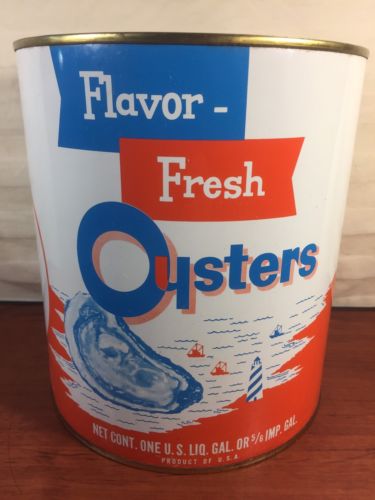 Flavor -
Fresh
Oysters
NET CONT. ONE U.S. LIQ. GAL. OR 5/6 IMP. GAL.
PRODUCT OF U.S.A.